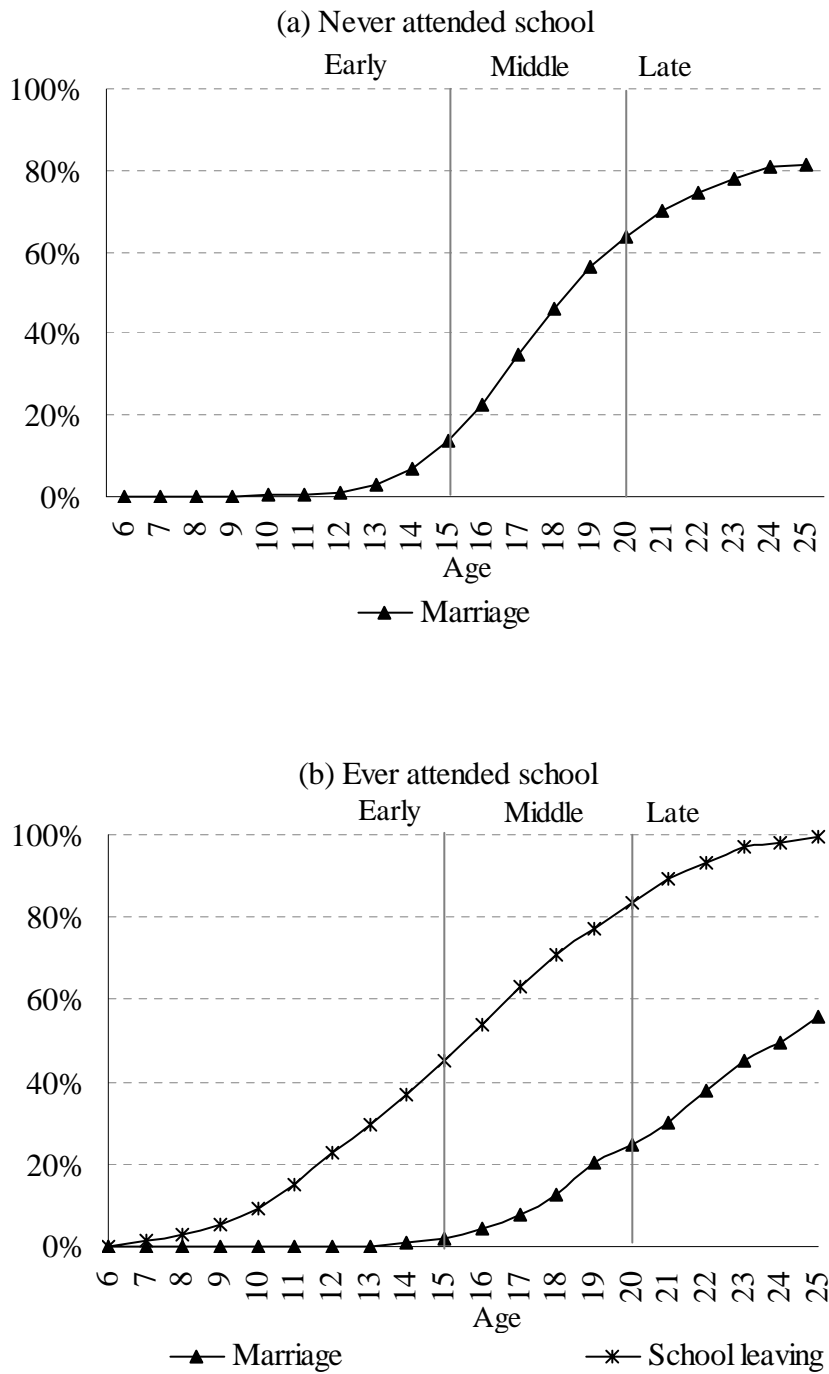 (a) Never attended school
Early Middle Late
100%
80%
60%
40%
20%
0%
6 7 8 9 10 11 12 13 14 15 16 17 18 19 20 21 22 23 24 25
Age
Marriage
(b) Ever attended school
Early Middle Late
100%
80%
60%
40%
20%
0%
6 7 8 9 10 11 12 13 14 15 16 17 18 19 20 21 22 23 24 25
Age
Marriage School leaving